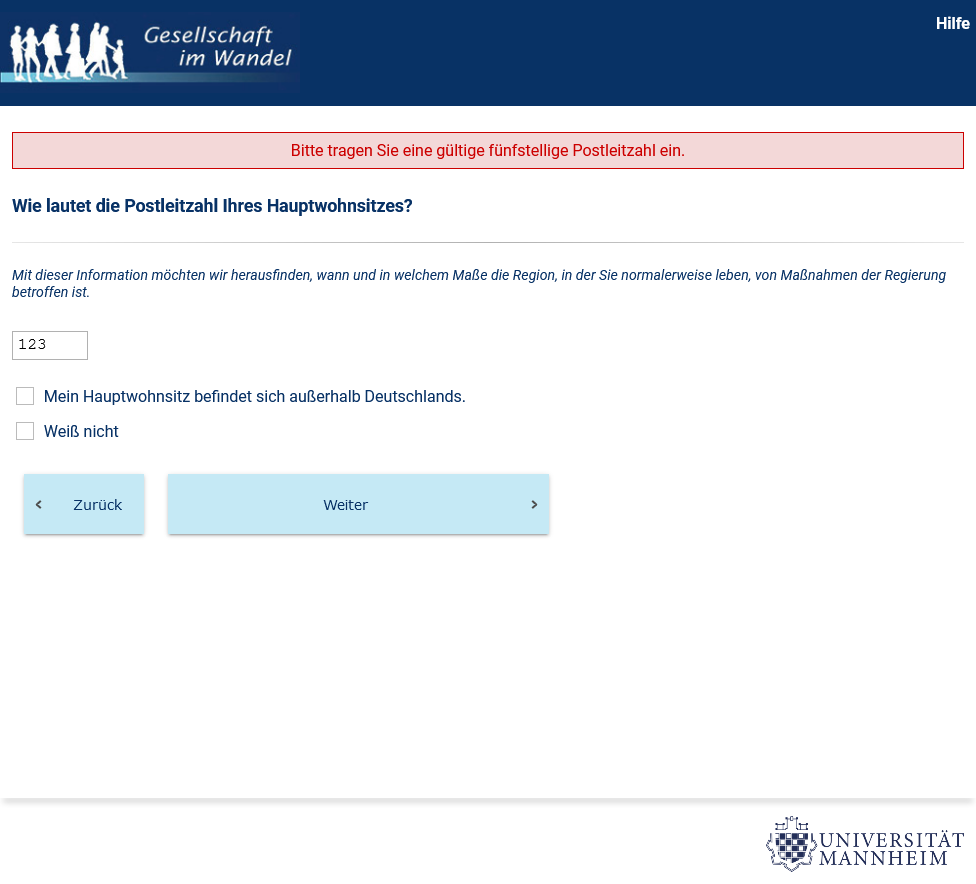 Gesellschaft
im Wandel
Hilfe
Bitte tragen Sie eine gültige fünfstellige Postleitzahl ein.
Wie lautet die Postleitzahl Ihres Hauptwohnsitzes?
Mit dieser Information möchten wir herausfinden, wann und in welchem Maße die Region, in der Sie normalerweise leben, von Maßnahmen der Regierung
betroffen ist.
123
Mein Hauptwohnsitz befindet sich außerhalb Deutschlands.
Weiß nicht
Zurück
Weiter
UNIVERSITÄT
MANNHEIM